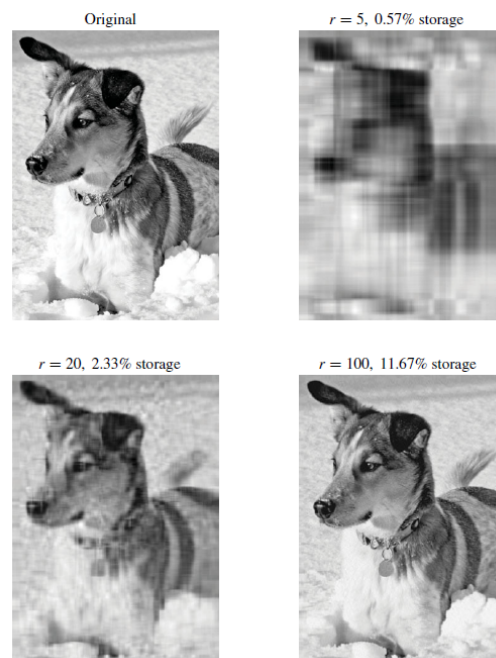 Original
r = 5, 0.57% storage
r = 20, 2.33% storage
r = 100, 11.67% storage